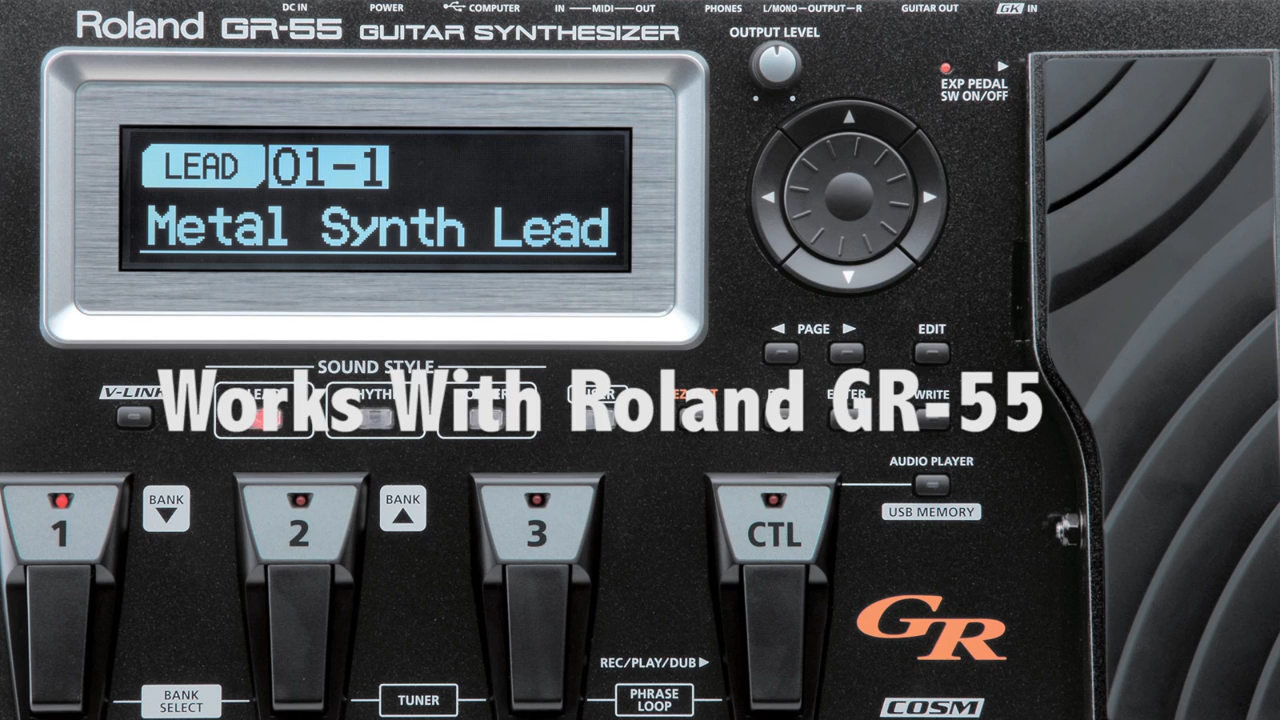 DC IN POWER COMPUTER IN MIDI OUT PHONES L/MONO OUTPUT R GUITAR OUT GK IN
Roland GR-55 GUITAR SYNTHESIZER
OUTPUT LEVEL
EXP PEDAL
SW ON/OFF
LEAD 01-1
Metal Synth Lead
PAGE EDIT
SOUND STYLE
V-LINK WRITE
Works With Roland GR-55
AUDIO PLAYER
USB MEMORY
1 BANK 2 BANK 3 CTL
GR
REC/PLAY/DUB
BANK
SELECT
TUNER
PHRASE
LOOP
COSM